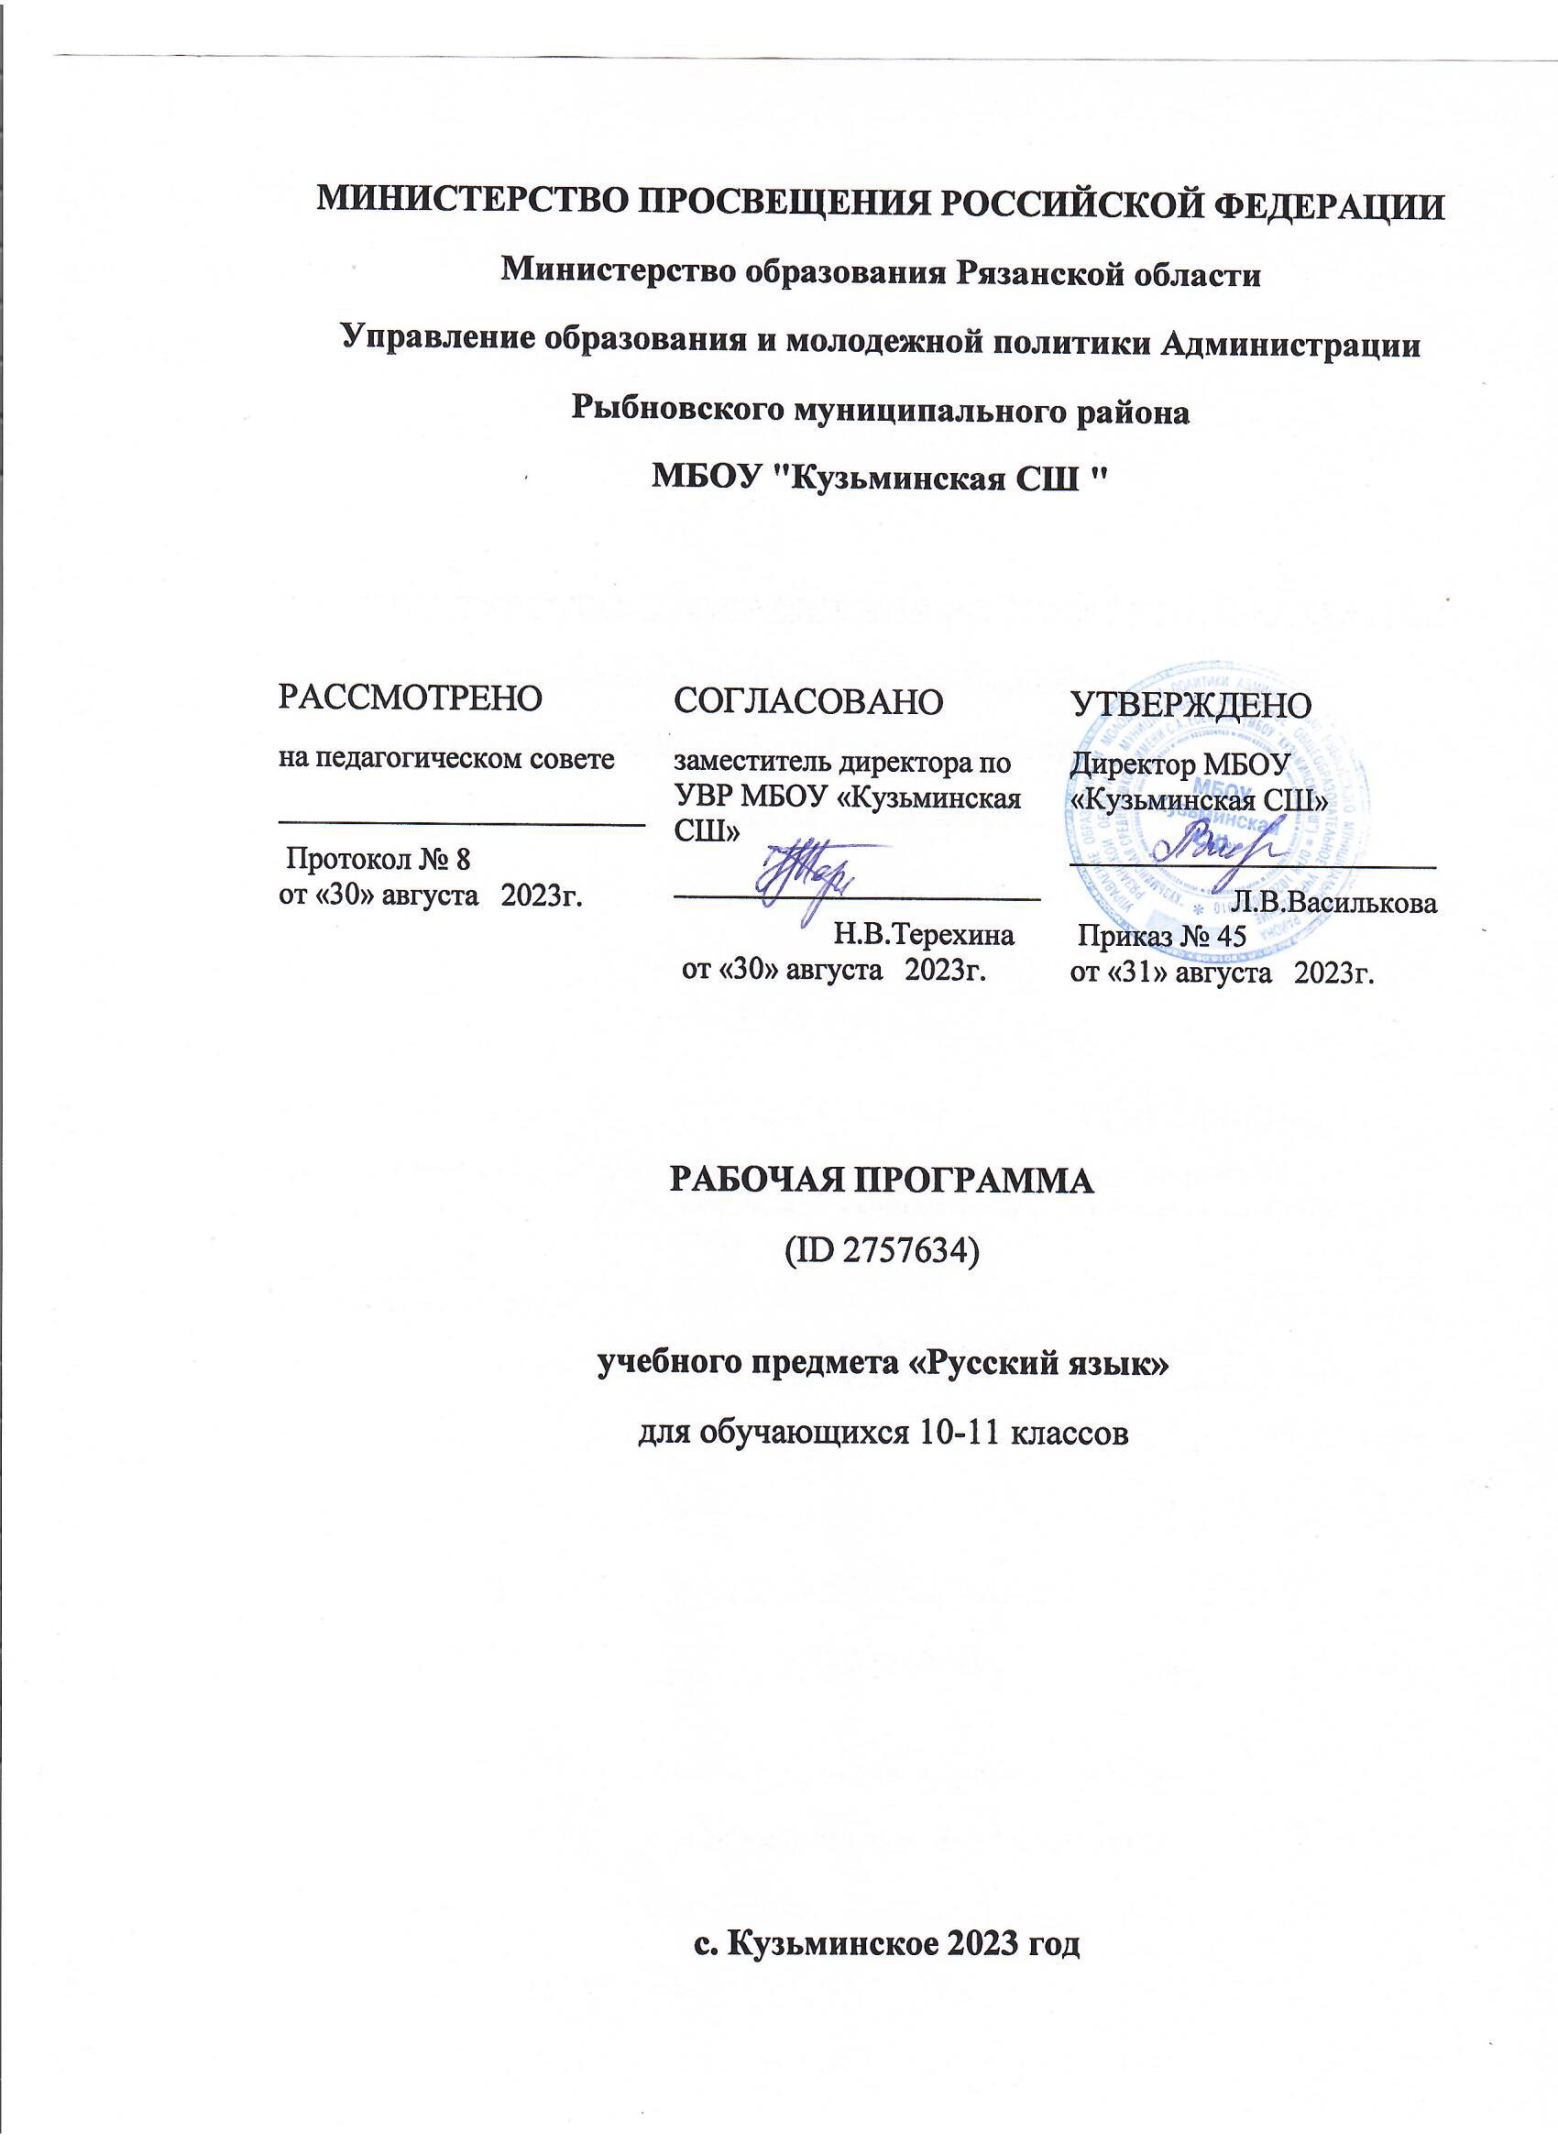 МИНИСТЕРСТВО ПРОСВЕЩЕНИЯ РОССИЙСКОЙ ФЕДЕРАЦИИ
Министерство образования Рязанской области
Управление образования и молодежной политики Администрации
Рыбновского муниципального района
МБОУ "Кузьминская СШ "
РАССМОТРЕНО
на педагогическом совете
Протокол № 8
от «30» августа 2023г.
СОГЛАСОВАНО
заместитель директора по
УВР МБОУ «Кузьминская
СШ»
Н.В.Терехина
от «30» августа 2023г.
УТВЕРЖДЕНО
Директор МБОУ
«Кузьминская СШ»
Л.В.Василькова
Приказ № 45
от «31» августа 2023г.
МБОУ
Кузьминская
РАБОЧАЯ ПРОГРАММА
(ID 2757634)
учебного предмета «Русский язык»
для обучающихся 10-11 классов
с. Кузьминское 2023 год